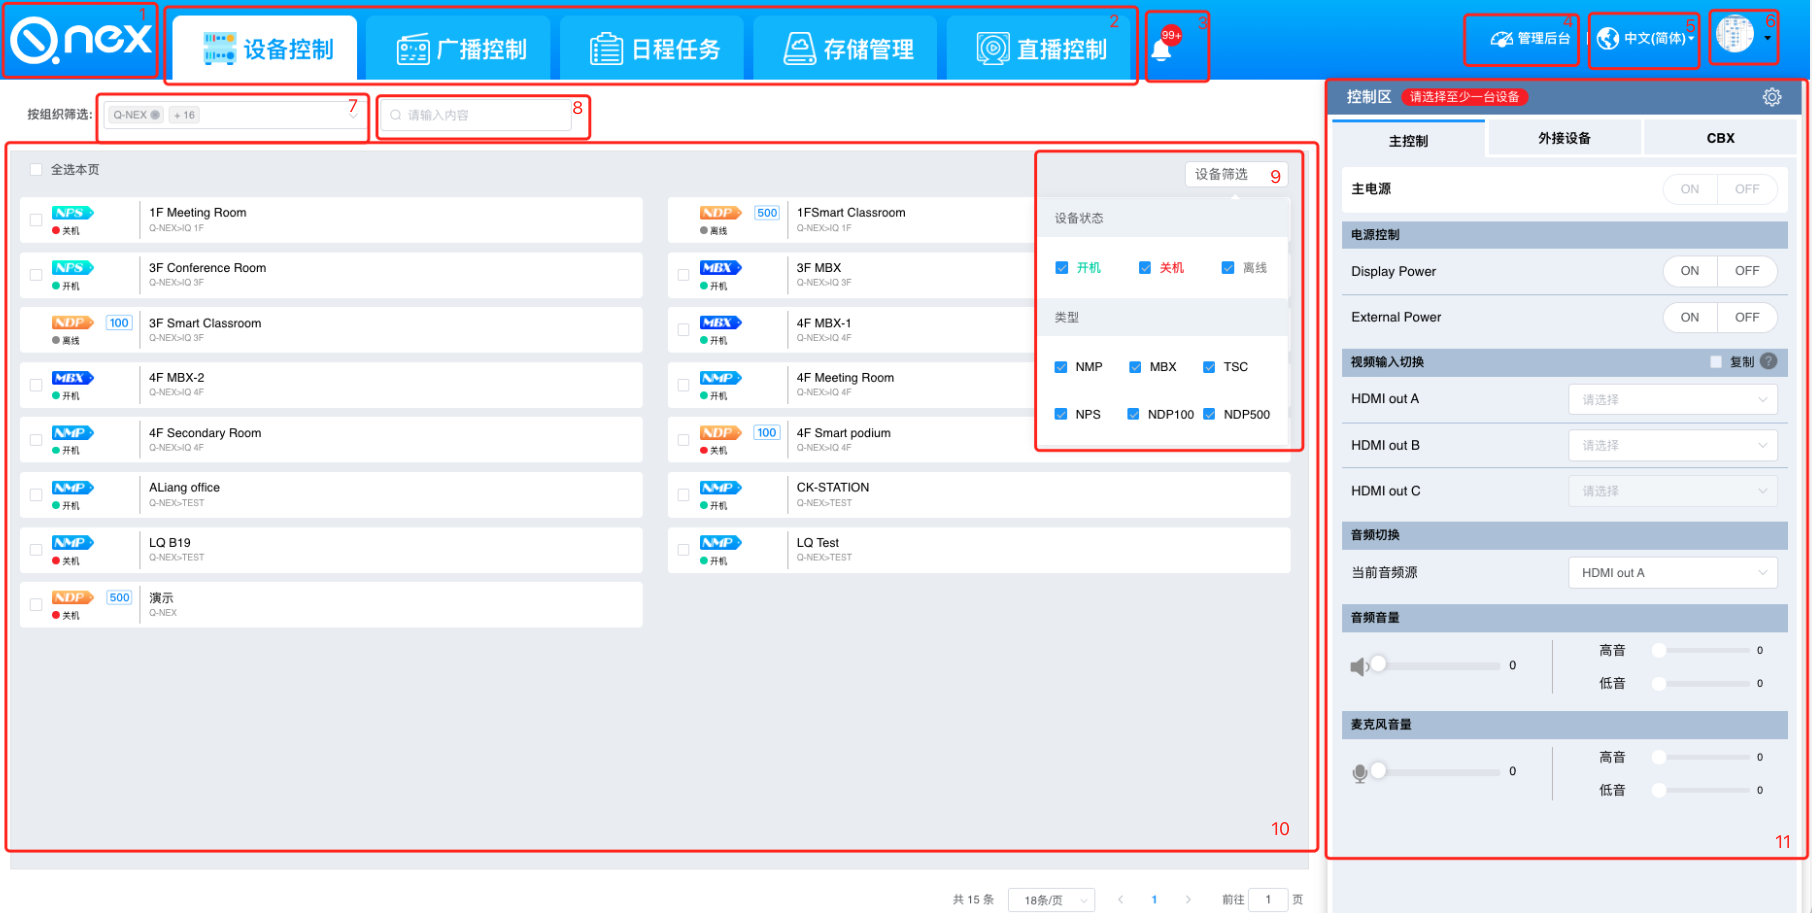 Qnex 1
设备控制
广播控制
日程任务
存储管理
直播控制
2
99+
3
管理后台
4
中文(简体)
5
6
按组织筛选:
Q-NEX
+ 16
7
请输入内容
8
全选本页
设备筛选
9
NPS
关机
1F Meeting Room
Q-NEX>IQ 1F
NDP
500
离线
1FSmart Classroom
Q-NEX>IQ 1F
NPS
开机
3F Conference Room
Q-NEX>IQ 3F
MBX
开机
3F MBX
Q-NEX>IQ 3F
NDP
100
离线
3F Smart Classroom
Q-NEX>IQ 3F
MBX
开机
4F MBX-1
Q-NEX>IQ 4F
MBX
开机
4F MBX-2
Q-NEX>IQ 4F
NMP
开机
4F Meeting Room
Q-NEX>IQ 4F
NMP
开机
4F Secondary Room
Q-NEX>IQ 4F
NDP
100
关机
4F Smart podium
Q-NEX>IQ 4F
NMP
开机
ALiang office
Q-NEX>TEST
NMP
开机
CK-STATION
Q-NEX>TEST
NMP
关机
LQ B19
Q-NEX>TEST
NMP
开机
LQ Test
Q-NEX>TEST
NDP
500
关机
演示
Q-NEX
设备状态
开机
关机
离线
类型
NMP
MBX
TSC
NPS
NDP100
NDP500
10
共 15 条
18条/页
1
前往
1
页
控制区
请选择至少一台设备
主控制
外接设备
CBX
主电源
ON
OFF
电源控制
Display Power
ON
OFF
External Power
ON
OFF
视频输入切换
复制
?
HDMI out A
请选择
HDMI out B
请选择
HDMI out C
请选择
音频切换
当前音频源
HDMI out A
音频音量
0
高音
0
低音
0
麦克风音量
0
高音
0
低音
0
11